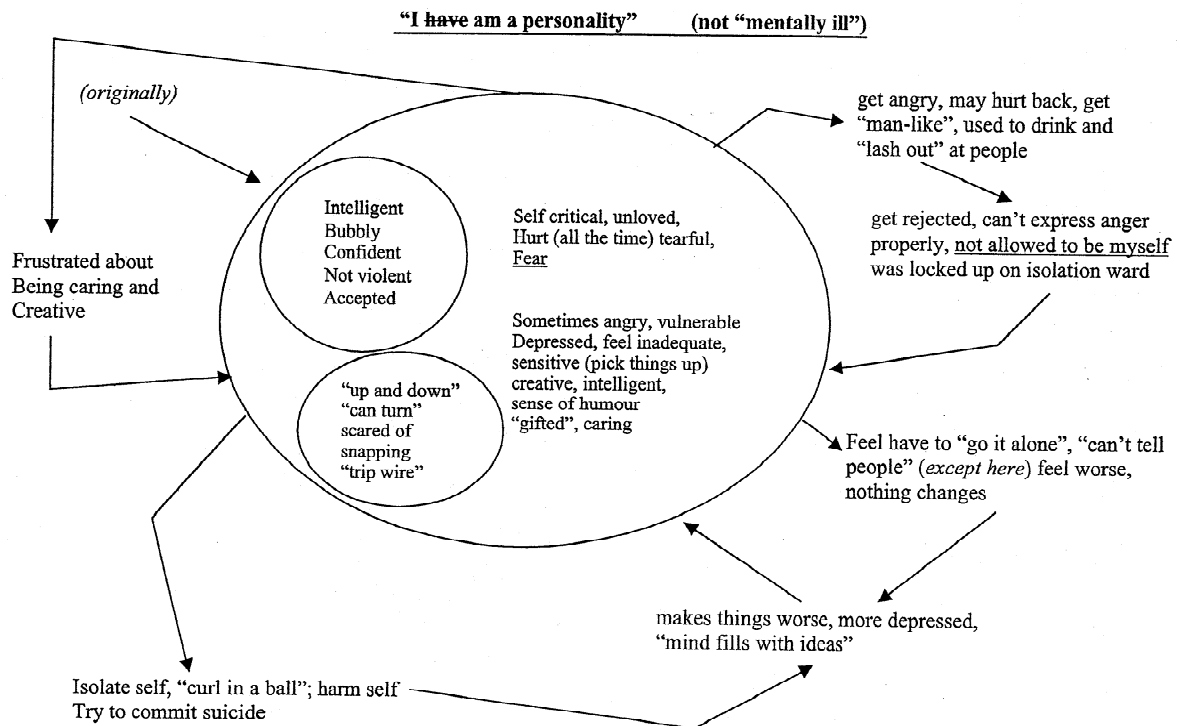 "I ~~have~~ am a personality" (not "mentally ill")
(originally)
get angry, may hurt back, get
"man-like", used to drink and
"lash out" at people
get rejected, can't express anger
properly, not allowed to be myself
was locked up on isolation ward
Intelligent
Bubbly
Confident
Not violent
Accepted
Self critical, unloved,
Hurt (all the time) tearful,
Fear
Frustrated about
Being caring and
Creative
Sometimes angry, vulnerable
Depressed, feel inadequate,
sensitive (pick things up)
creative, intelligent,
sense of humour
"gifted", caring
"up and down"
"can turn"
scared of
snapping
"trip wire"
Feel have to "go it alone", "can't tell
people" (except here) feel worse,
nothing changes
makes things worse, more depressed,
"mind fills with ideas"
Isolate self, "curl in a ball"; harm self
Try to commit suicide